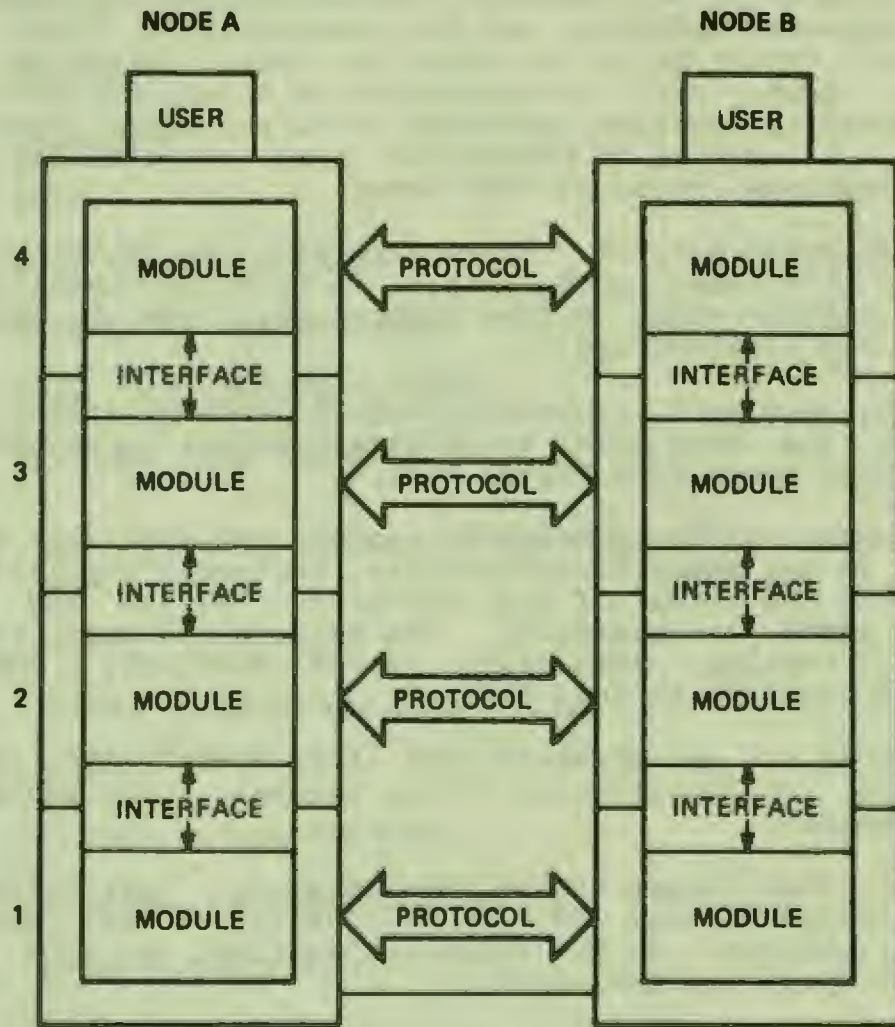 NODE A NODE B
USER USER
4 MODULE PROTOCOL MODULE
INTERFACE INTERFACE
3 MODULE PROTOCOL MODULE
INTERFACE INTERFACE
2 MODULE PROTOCOL MODULE
INTERFACE INTERFACE
1 MODULE PROTOCOL MODULE